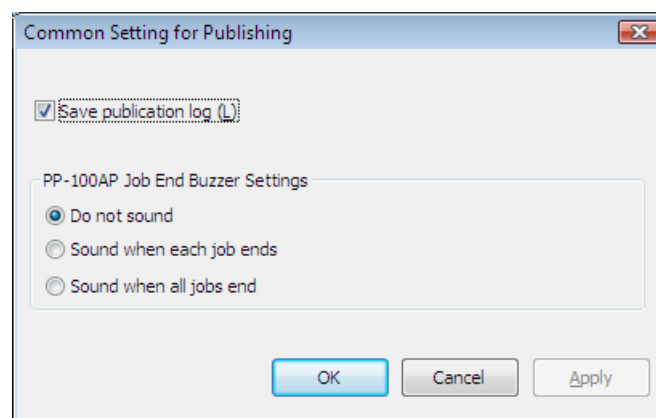 Common Setting for Publishing
Save publication log (L)
PP-100AP Job End Buzzer Settings
Do not sound
Sound when each job ends
Sound when all jobs end
OK Cancel Apply